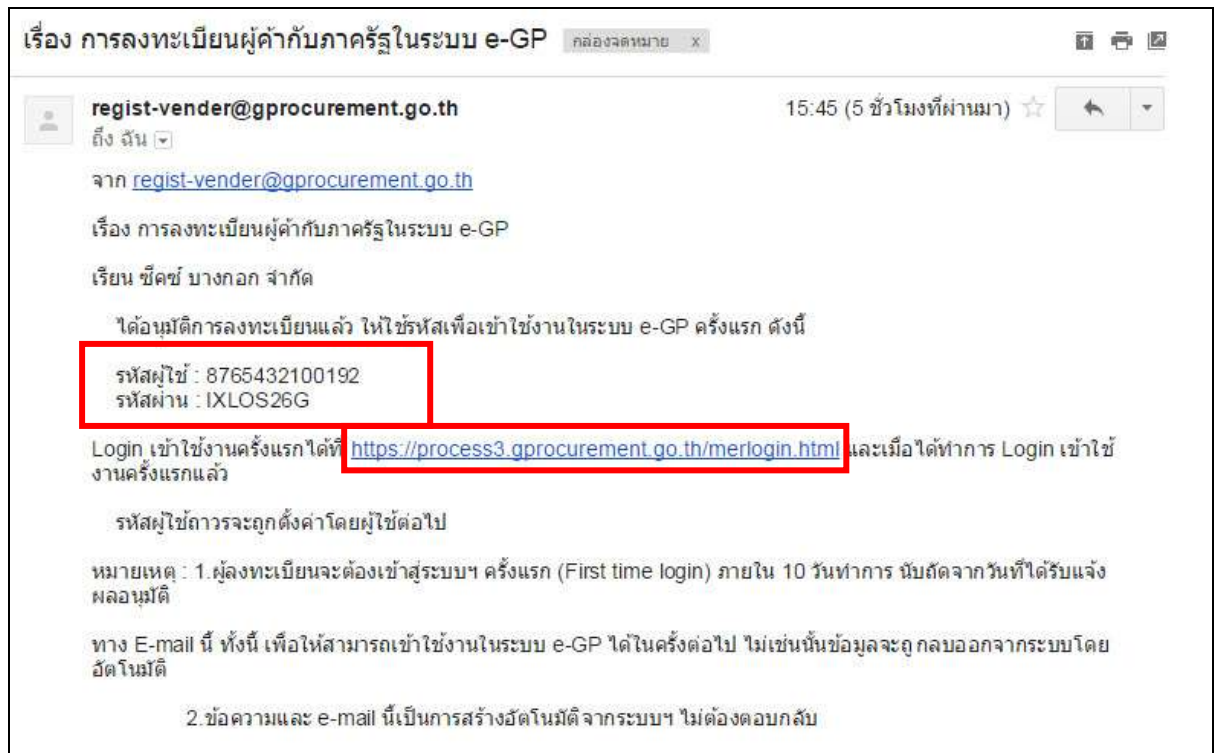 เรื่อง การลงทะเบียนผู้ค้ากับภาครัฐในระบบ e-GP กล่องจดหมาย x
regist-vender@gprocurement.go.th 15:45 (5 ชั่วโมงที่ผ่านมา)
ถึง ฉัน
จาก regist-vender@gprocurement.go.th
เรื่อง การลงทะเบียนผู้ค้ากับภาครัฐในระบบ e-GP
เรียน ซีคซ์ บางกอก จำกัด
ได้อนุมัติการลงทะเบียนแล้ว ให้ใช้รหัสเพื่อเข้าใช้งานในระบบ e-GP ครั้งแรก ดังนี้
รหัสผู้ใช้ : 8765432100192
รหัสผ่าน : IXLOS26G
Login เข้าใช้งานครั้งแรกได้ที่ https://process3.gprocurement.go.th/merlogin.html และเมื่อได้ทำการ Login เข้าใช้
งานครั้งแรกแล้ว
รหัสผู้ใช้ถาวรจะถูกตั้งค่าโดยผู้ใช้ต่อไป
หมายเหตุ : 1.ผู้ลงทะเบียนจะต้องเข้าสู่ระบบฯ ครั้งแรก (First time login) ภายใน 10 วันทำการ นับถัดจากวันที่ได้รับแจ้ง
ผลอนุมัติ
ทาง E-mail นี้ ทั้งนี้ เพื่อให้สามารถเข้าใช้งานในระบบ e-GP ได้ในครั้งต่อไป ไม่เช่นนั้นข้อมูลจะถูกลบออกจากระบบโดย
อัตโนมัติ
2.ข้อความและ e-mail นี้เป็นการสร้างอัตโนมัติจากระบบฯ ไม่ต้องตอบกลับ